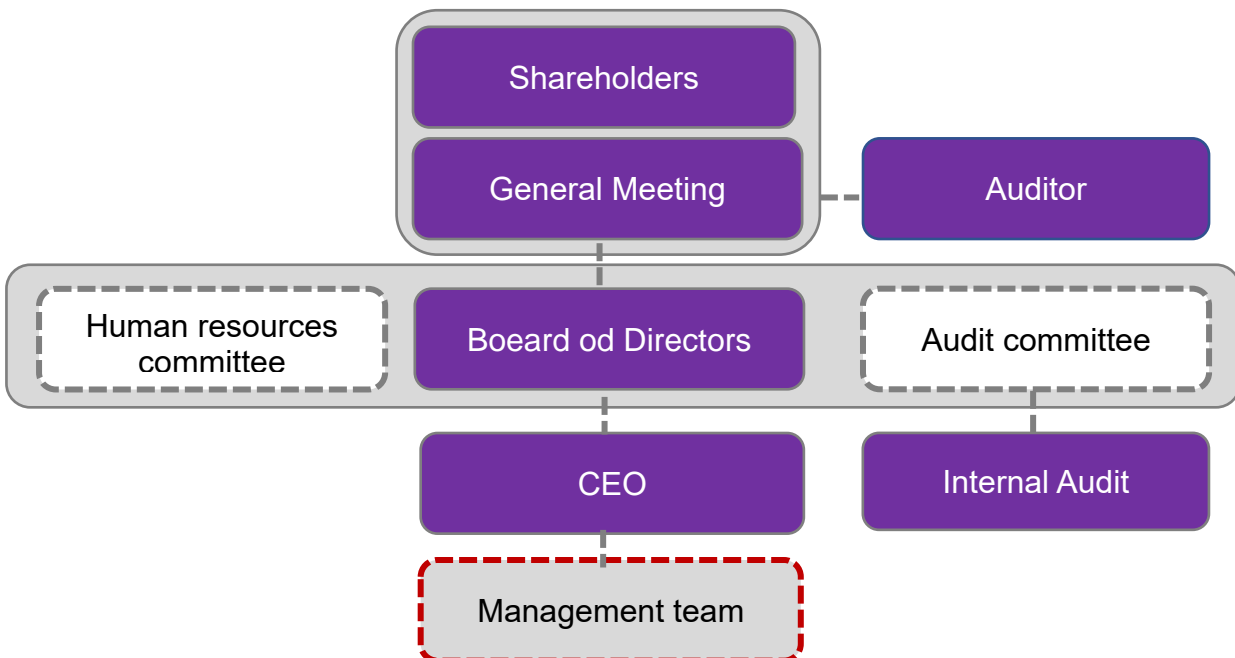 Shareholders
General Meeting
Auditor
Human resources
committee
Boeard od Directors
Audit committee
CEO
Internal Audit
Management team